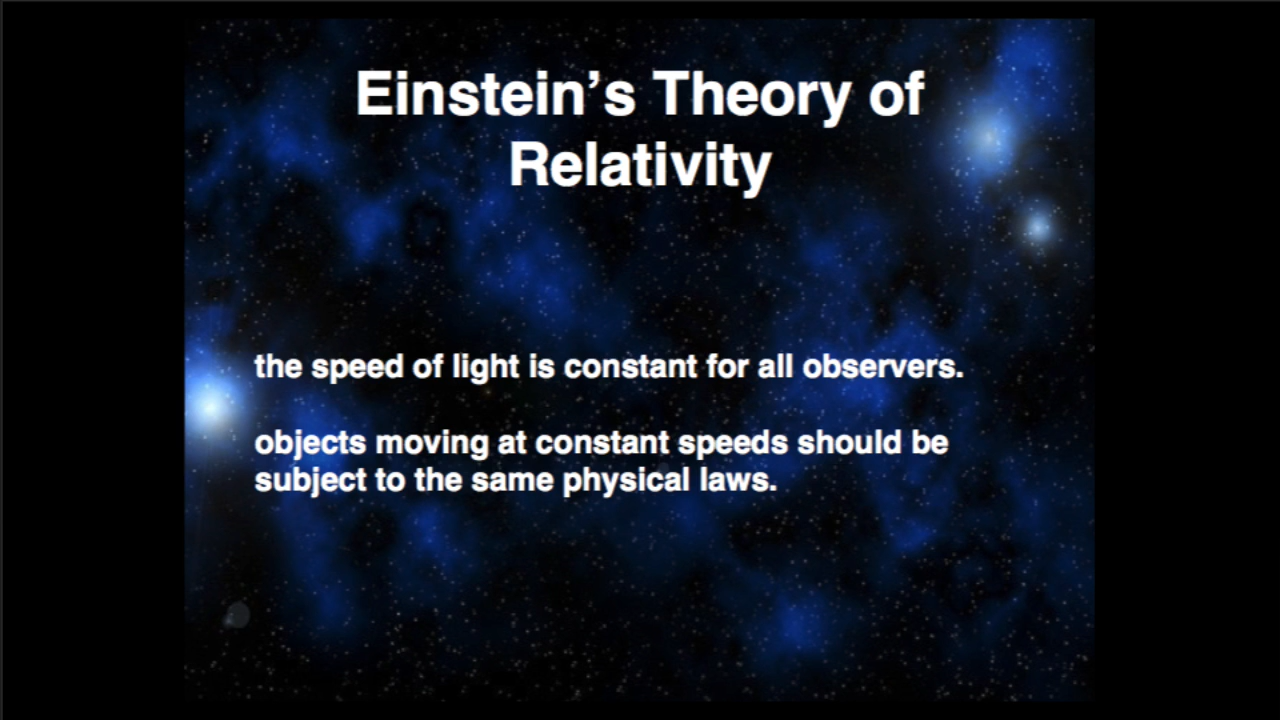 Einstein’s Theory of
Relativity
the speed of light is constant for all observers.
objects moving at constant speeds should be
subject to the same physical laws.